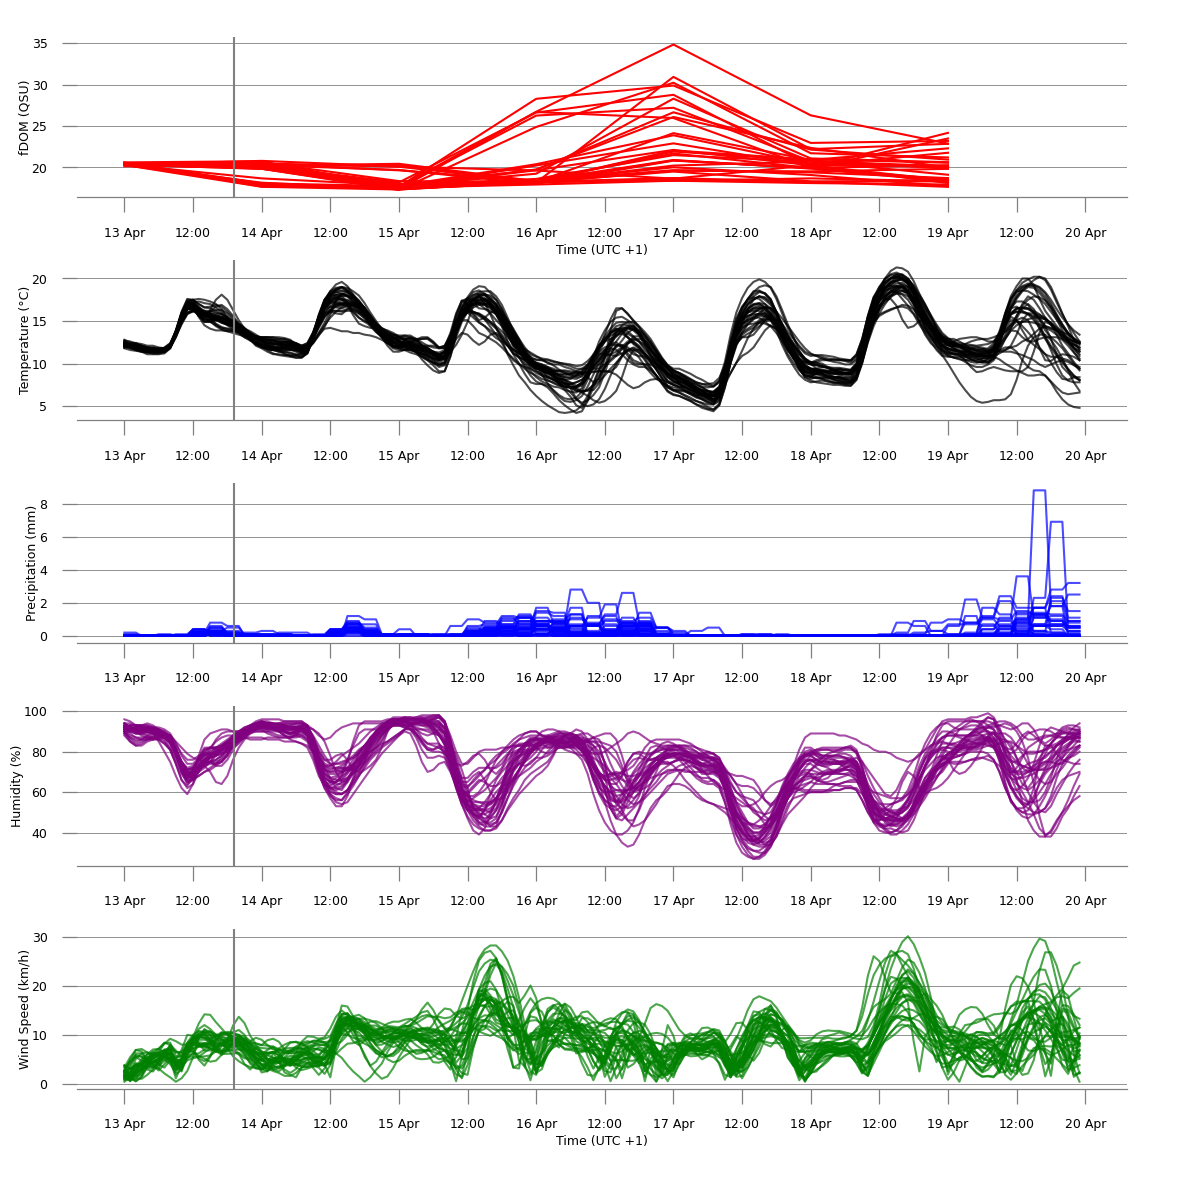 fDOM (QSU)
35
30
25
20
13 Apr 12:00 14 Apr 12:00 15 Apr 12:00 16 Apr 12:00 17 Apr 12:00 18 Apr 12:00 19 Apr 12:00 20 Apr
Time (UTC +1)
Temperature (°C)
20
15
10
5
13 Apr 12:00 14 Apr 12:00 15 Apr 12:00 16 Apr 12:00 17 Apr 12:00 18 Apr 12:00 19 Apr 12:00 20 Apr
Precipitation (mm)
8
6
4
2
0
13 Apr 12:00 14 Apr 12:00 15 Apr 12:00 16 Apr 12:00 17 Apr 12:00 18 Apr 12:00 19 Apr 12:00 20 Apr
Humidity (%)
100
80
60
40
13 Apr 12:00 14 Apr 12:00 15 Apr 12:00 16 Apr 12:00 17 Apr 12:00 18 Apr 12:00 19 Apr 12:00 20 Apr
Wind Speed (km/h)
30
20
10
0
13 Apr 12:00 14 Apr 12:00 15 Apr 12:00 16 Apr 12:00 17 Apr 12:00 18 Apr 12:00 19 Apr 12:00 20 Apr
Time (UTC +1)